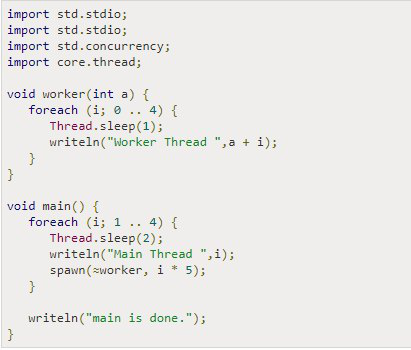 import std.stdio;
import std.stdio;
import std.concurrency;
import core.thread;

void worker(int a) {
   foreach (i; 0 .. 4) {
      Thread.sleep(1);
      writeln("Worker Thread ",a + i);
   }
}

void main() {
   foreach (i; 1 .. 4) {
      Thread.sleep(2);
      writeln("Main Thread ",i);
      spawn(≈worker, i * 5);
   }

   writeln("main is done.");
}